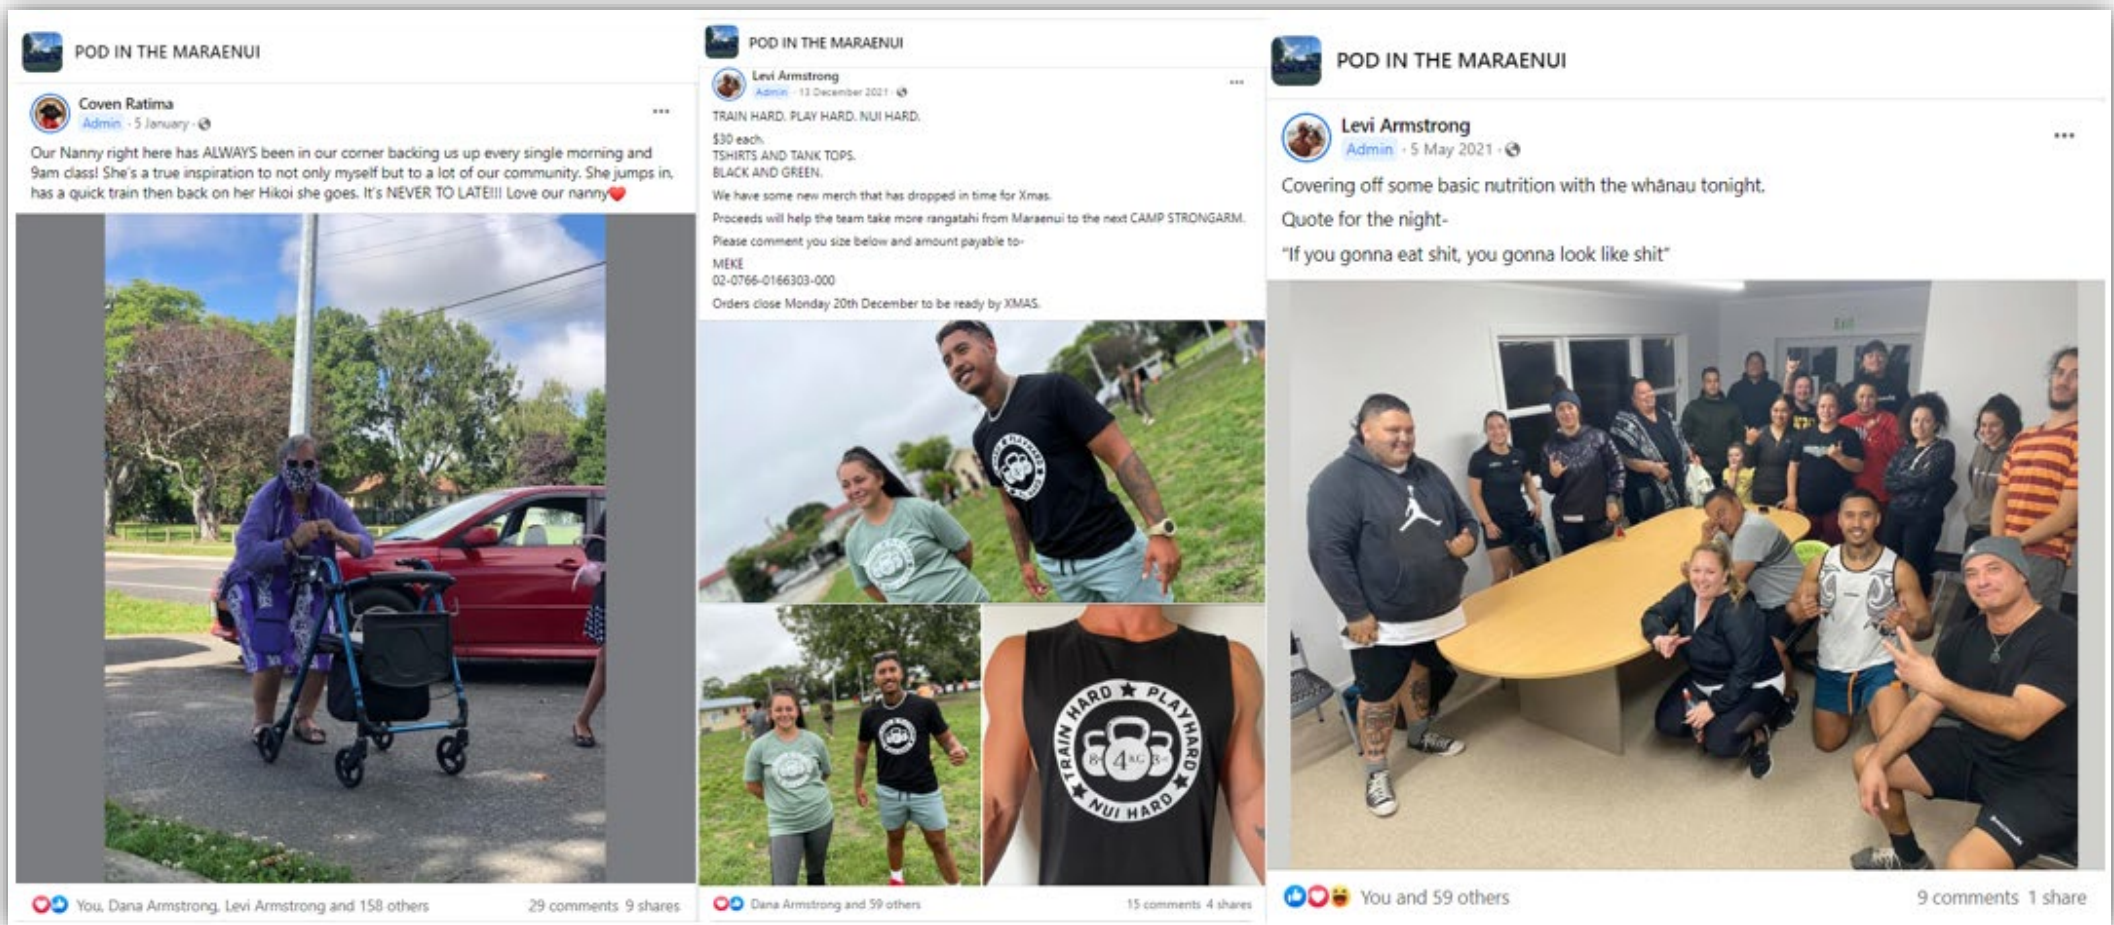 POD IN THE MARAENUI
Coven Ratima
Admin · 5 January ·
Our Nanny right here has ALWAYS been in our corner backing us up every single morning and
9am class! She's a true inspiration to not only myself but to a lot of our community. She jumps in,
has a quick train then back on her Hikoi she goes. It's NEVER TO LATE!!! Love our nanny❤️
You, Dana Armstrong, Levi Armstrong and 158 others
29 comments 9 shares
POD IN THE MARAENUI
Levi Armstrong
Admin · 13 December 2021 ·
TRAIN HARD. PLAY HARD. NUI HARD.
$30 each.
TSHIRTS AND TANK TOPS.
BLACK AND GREEN.
We have some new merch that has dropped in time for Xmas.
Proceeds will help the team take more rangatahi from Maraenui to the next CAMP STRONGARM.
Please comment you size below and amount payable to-
MEKE
02-0766-0166303-000
Orders close Monday 20th December to be ready by XMAS.
TRAIN HARD ★ PLAYHARD ★ NUI HARD ★
8 4KG 8
Dana Armstrong and 59 others
15 comments 4 shares
POD IN THE MARAENUI
Levi Armstrong
Admin · 5 May 2021 ·
Covering off some basic nutrition with the whānau tonight.
Quote for the night-
"If you gonna eat shit, you gonna look like shit"
Exit
You and 59 others
9 comments 1 share